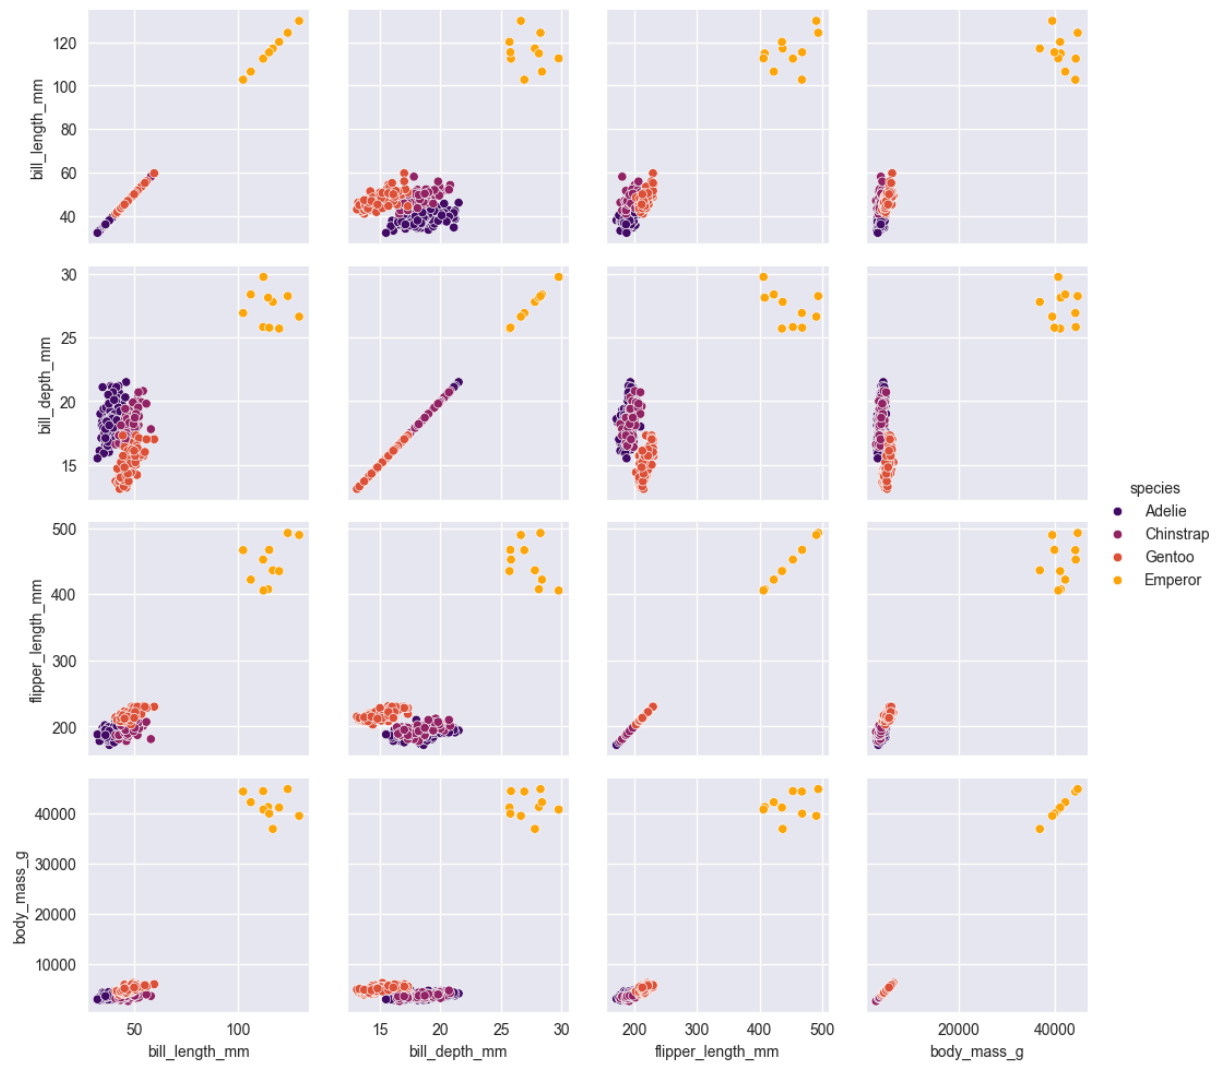 120
100
80
60
40
bill_length_mm
30
25
20
15
bill_depth_mm
species
Adelie
Chinstrap
Gentoo
Emperor
500
400
300
200
flipper_length_mm
40000
30000
20000
10000
body_mass_g
50 100 15 20 25 30 200 300 400 500 20000 40000
bill_length_mm bill_depth_mm flipper_length_mm body_mass_g